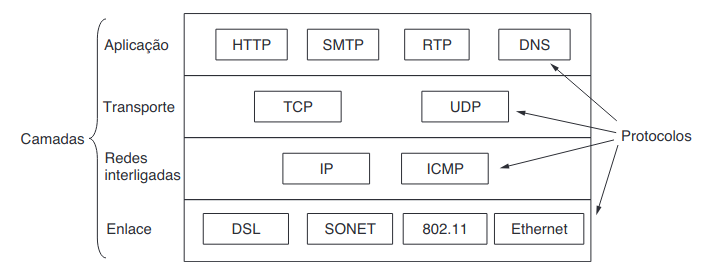 Aplicação
HTTP
SMTP
RTP
DNS
Transporte
TCP
UDP
Camadas
Protocolos
Redes
interligadas
IP
ICMP
Enlace
DSL
SONET
802.11
Ethernet